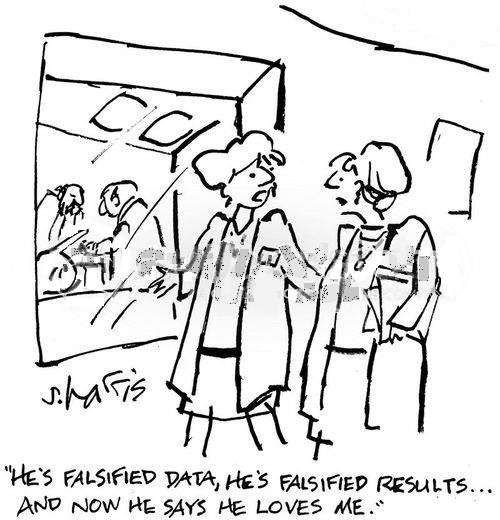 S. Harris
"HE'S FALSIFIED DATA, HE'S FALSIFIED RESULTS...
AND NOW HE SAYS HE LOVES ME."